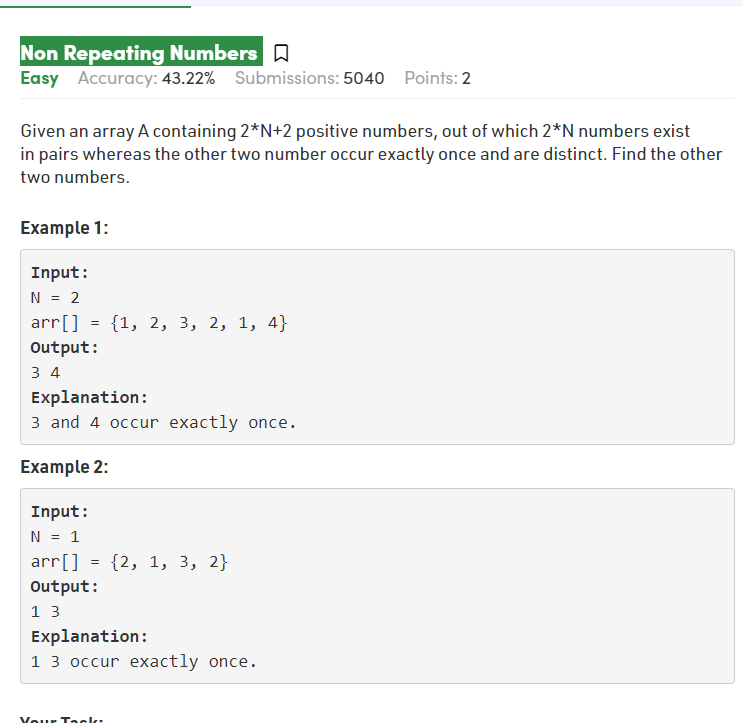 Non Repeating Numbers
Easy Accuracy: 43.22% Submissions: 5040 Points: 2
Given an array A containing 2*N+2 positive numbers, out of which 2*N numbers exist
in pairs whereas the other two number occur exactly once and are distinct. Find the other
two numbers.
Example 1:
Input:
N = 2
arr[] = {1, 2, 3, 2, 1, 4}
Output:
3 4
Explanation:
3 and 4 occur exactly once.
Example 2:
Input:
N = 1
arr[] = {2, 1, 3, 2}
Output:
1 3
Explanation:
1 3 occur exactly once.
Your Task: